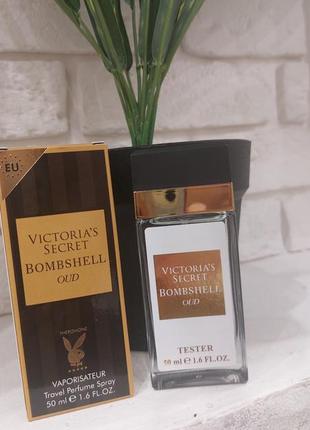 EU
VICTORIA'S
SECRET
BOMBSHELL
OUD
PHEROMONE
VAPORISATEUR
Travel Perfume Spray
50 ml e 1.6 FL. OZ.
VICTORIA'S
SECRET
BOMBSHELL
OUD
TESTER
50 ml e 1.6 FL.OZ.